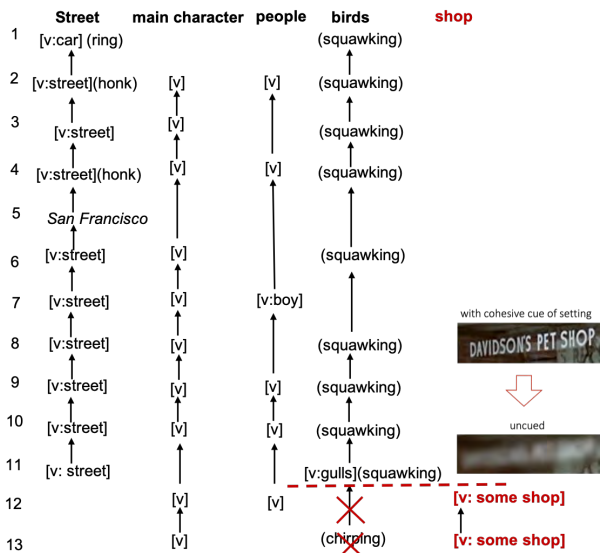 Street main character people birds shop
1 [v:car] (ring) (squawking)
2 [v:street](honk) [v] [v] (squawking)
3 [v:street] [v] (squawking)
4 [v:street](honk) [v] [v] (squawking)
5 San Francisco
6 [v:street] [v] (squawking)
7 [v:street] [v] [v:boy]
with cohesive cue of setting
DAVIDSON'S PET SHOP
8 [v:street] [v] (squawking)
9 [v:street] [v] [v] (squawking)
10 [v:street] [v] [v] (squawking)
uncued
11 [v: street] [v:gulls](squawking)
12 [v] [v] [v: some shop]
13 [v] (chirping) [v: some shop]